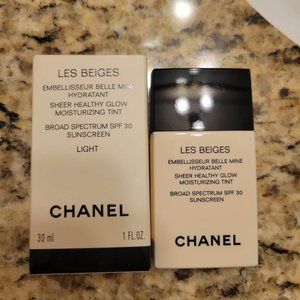 LES BEIGES
EMBELLISSEUR BELLE MINE
HYDRATANT
SHEER HEALTHY GLOW
MOISTURIZING TINT
BROAD SPECTRUM SPF 30
SUNSCREEN
LIGHT
CHANEL
30 ml 1 FL.OZ
LES BEIGES
EMBELLISSEUR BELLE MINE
HYDRATANT
SHEER HEALTHY GLOW
MOISTURIZING TINT
BROAD SPECTRUM SPF 30
SUNSCREEN
CHANEL